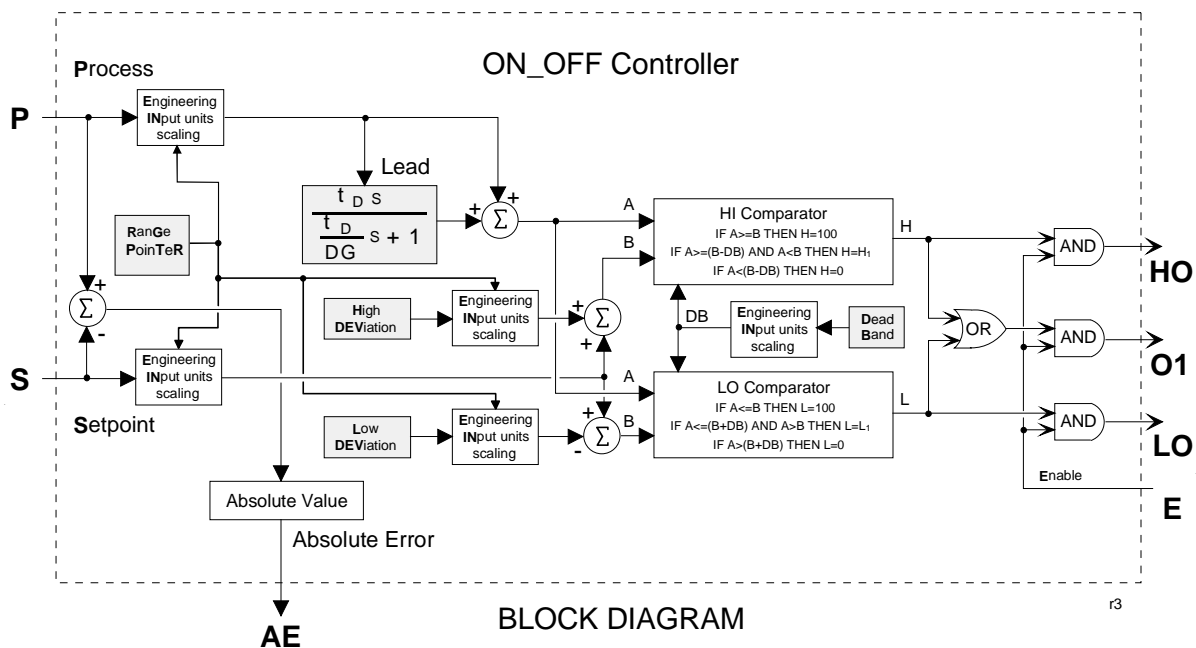 ON_OFF Controller
Process
P
Engineering
INput units
scaling
Lead
t D S
t D
DG
S + 1
+
+
Σ
RanGe
PoinTeR
A
B
HI Comparator
IF A>=B THEN H=100
IF A>=(B-DB) AND A<B THEN H=H1
IF A<(B-DB) THEN H=0
H
AND
HO
+
Σ
-
High
DEViation
Engineering
INput units
scaling
+
Σ
+
DB
Engineering
INput units
scaling
Dead
Band
OR
AND
O1
S
Engineering
INput units
scaling
Setpoint
Low
DEViation
Engineering
INput units
scaling
+
Σ
-
A
B
LO Comparator
IF A<=B THEN L=100
IF A<=(B+DB) AND A>B THEN L=L1
IF A>(B+DB) THEN L=0
L
AND
LO
Enable
E
Absolute Value
Absolute Error
AE
BLOCK DIAGRAM
r3